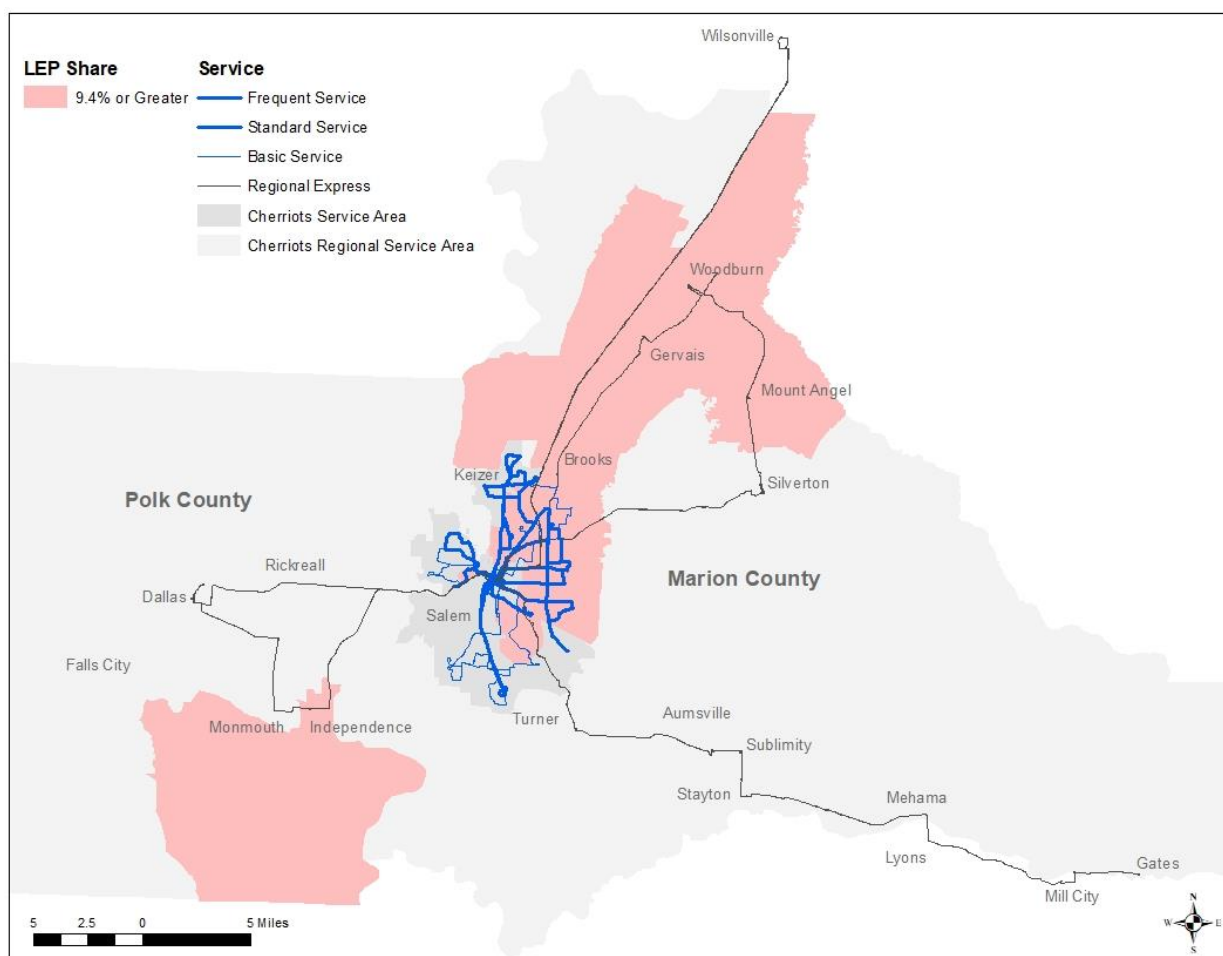 Wilsonville
LEP Share
9.4% or Greater
Service
Frequent Service
Standard Service
Basic Service
Regional Express
Cherriots Service Area
Cherriots Regional Service Area
Woodburn
Gervais
Mount Angel
Brooks
Keizer
Silverton
Polk County
Rickreall
Marion County
Dallas
Salem
Falls City
Monmouth
Independence
Turner
Aumsville
Sublimity
Stayton
Mehama
Lyons
Gates
Mill City
5 2.5 0 5 Miles
N
W E
S